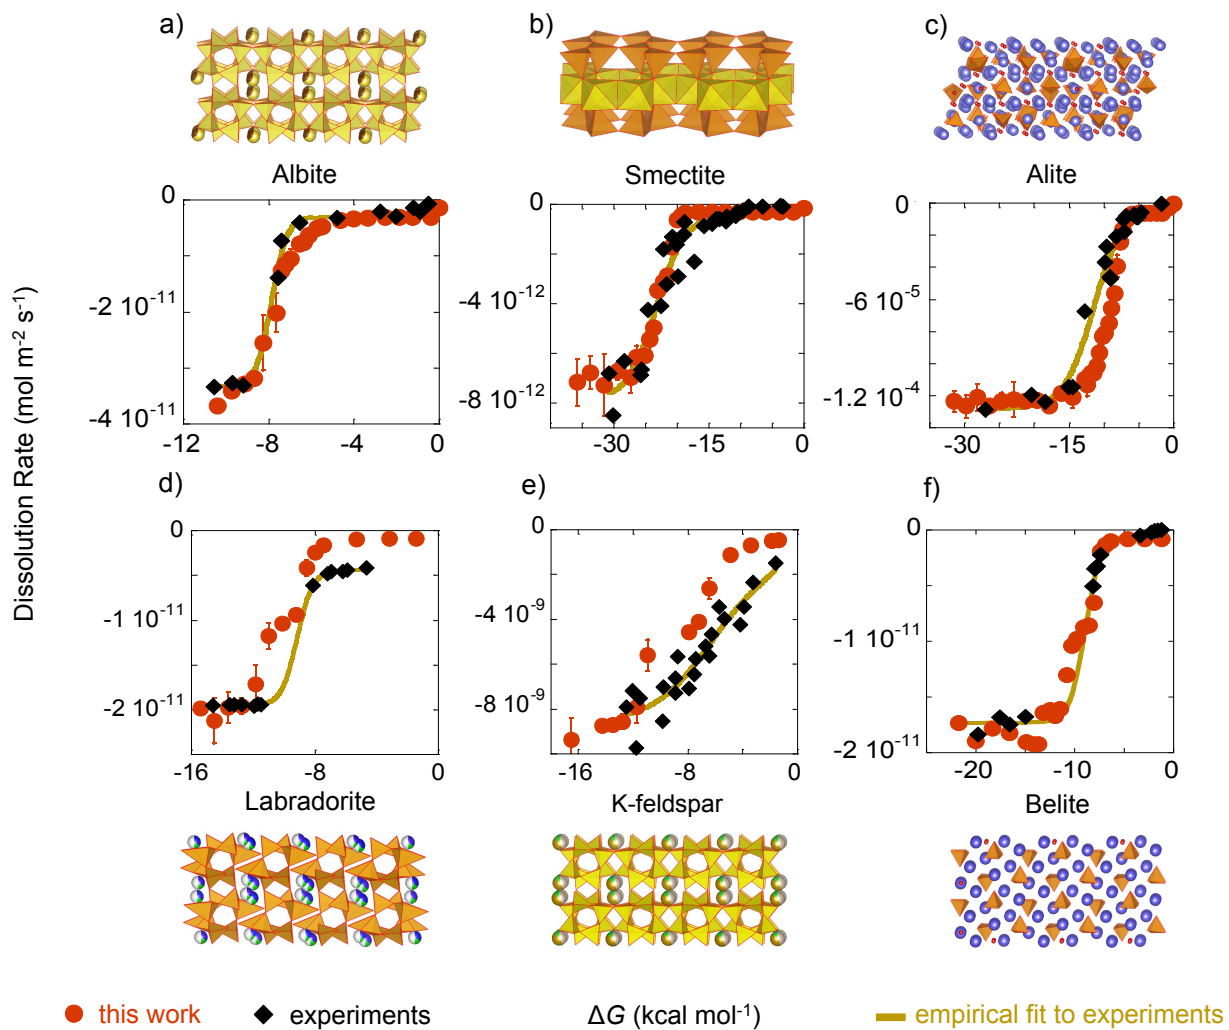 a)
b)
c)
Albite
Smectite
Alite
0
-2 10⁻¹¹
-4 10⁻¹¹
-12
-8
-4
0
0
-4 10⁻¹²
-8 10⁻¹²
-30
-15
0
0
-6 10⁻⁵
-1.2 10⁻⁴
-30
-15
0
Dissolution Rate (mol m⁻² s⁻¹)
d)
e)
f)
0
-1 10⁻¹¹
-2 10⁻¹¹
-16
-8
0
0
-4 10⁻⁹
-8 10⁻⁹
-16
-8
0
0
-1 10⁻¹¹
-2 10⁻¹¹
-20
-10
0
Labradorite
K-feldspar
Belite
this work
experiments
ΔG (kcal mol⁻¹)
empirical fit to experiments